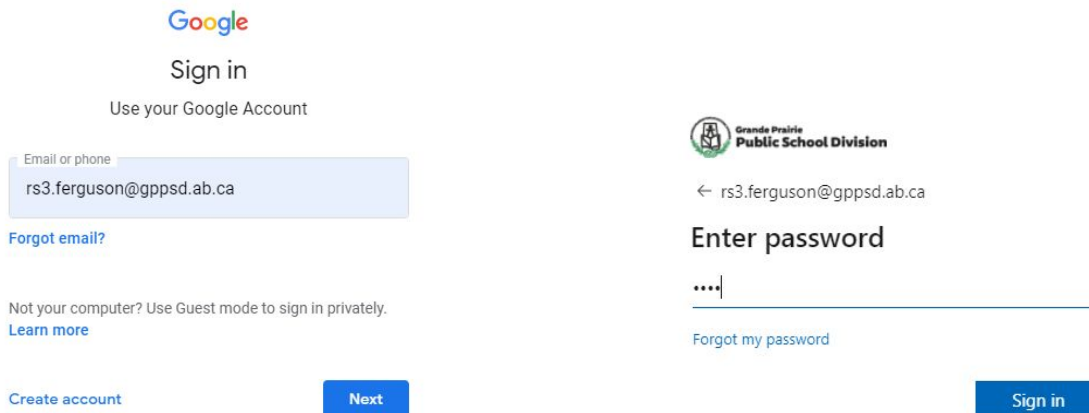 Google
Sign in
Use your Google Account
Email or phone
rs3.ferguson@gppsd.ab.ca
Forgot email?
Not your computer? Use Guest mode to sign in privately.
Learn more
Create account
Next
Grande Prairie
Public School Division
← rs3.ferguson@gppsd.ab.ca
Enter password
••••
Forgot my password
Sign in